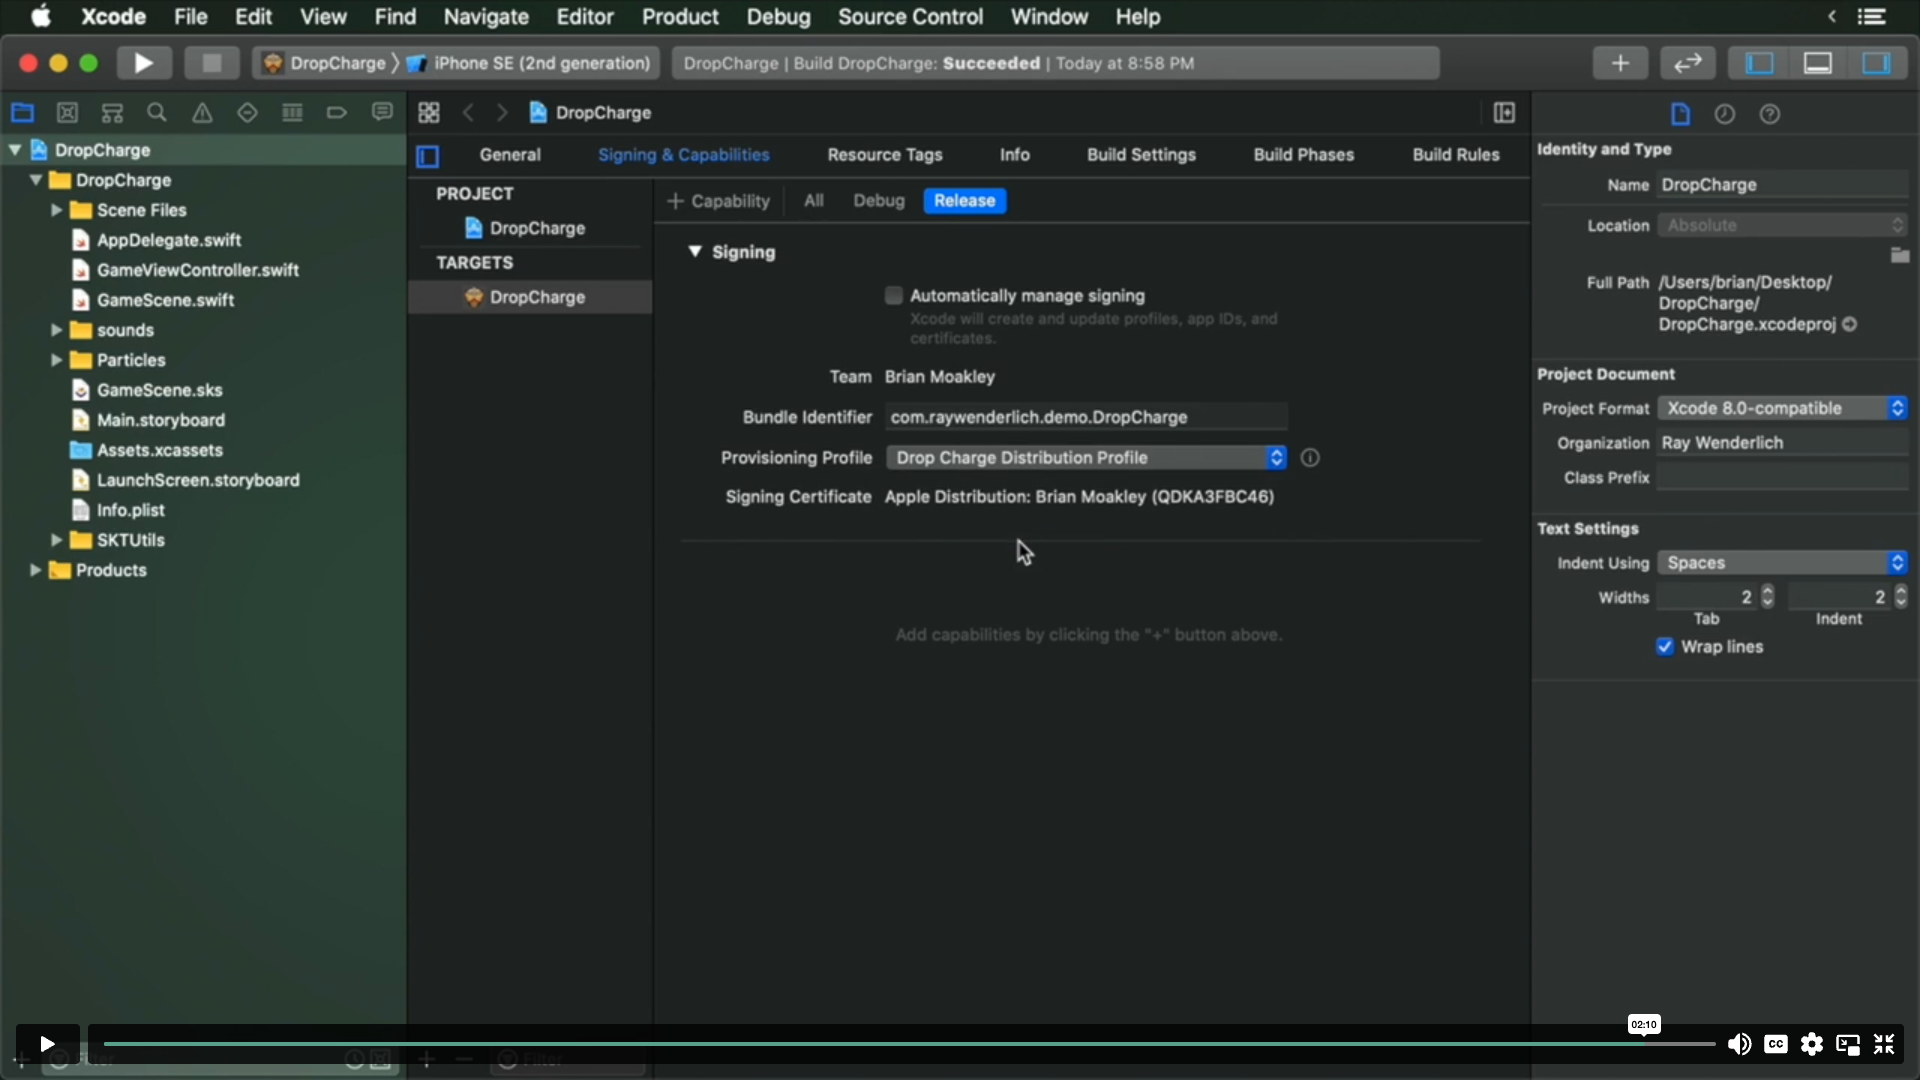 Xcode File Edit View Find Navigate Editor Product Debug Source Control Window Help
DropCharge iPhone SE (2nd generation)
DropCharge | Build DropCharge: Succeeded | Today at 8:58 PM
DropCharge
DropCharge
Scene Files
AppDelegate.swift
GameViewController.swift
GameScene.swift
sounds
Particles
GameScene.sks
Main.storyboard
Assets.xcassets
LaunchScreen.storyboard
Info.plist
SKTUtils
Products
Filter
DropCharge
General Signing & Capabilities Resource Tags Info Build Settings Build Phases Build Rules
PROJECT
DropCharge
TARGETS
DropCharge
Filter
+ Capability All Debug Release
Signing
Automatically manage signing
Xcode will create and update profiles, app IDs, and
certificates.
Team Brian Moakley
Bundle Identifier com.raywenderlich.demo.DropCharge
Provisioning Profile Drop Charge Distribution Profile
Signing Certificate Apple Distribution: Brian Moakley (QDKA3FBC46)
Add capabilities by clicking the "+" button above.
Identity and Type
Name DropCharge
Location Absolute
Full Path /Users/brian/Desktop/
DropCharge/
DropCharge.xcodeproj
Project Document
Project Format Xcode 8.0-compatible
Organization Ray Wenderlich
Class Prefix
Text Settings
Indent Using Spaces
Widths 2 2
Tab Indent
Wrap lines
02:10
CC